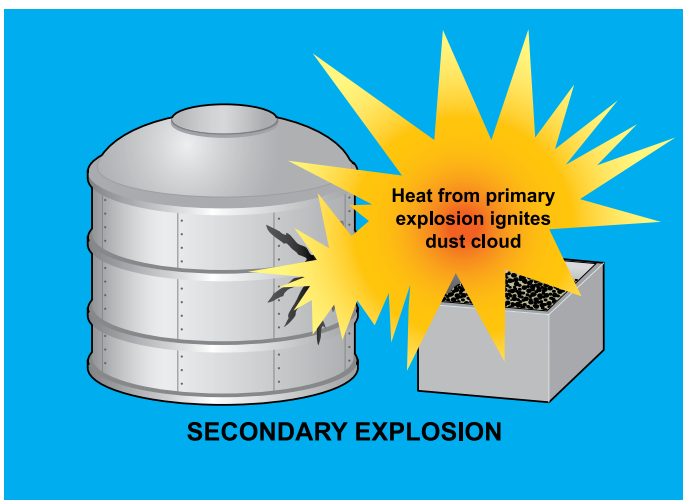 Heat from primary
explosion ignites
dust cloud
SECONDARY EXPLOSION